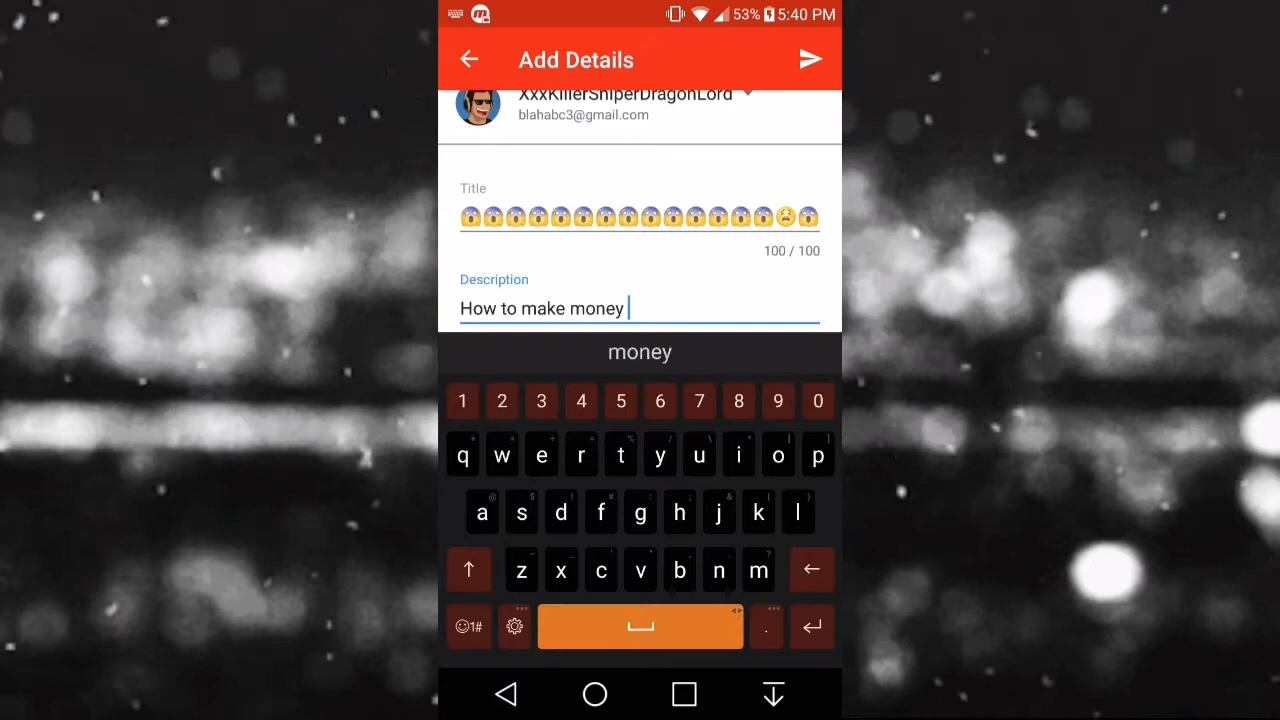 53% 5:40 PM
Add Details
XxxKillerSniperDragonLord
blahabc3@gmail.com
Title
😱😱😱😱😱😱😱😱😱😱😱😱😱😱😫😱
100 / 100
Description
How to make money
money
1 2 3 4 5 6 7 8 9 0
q w e r t y u i o p
a s d f g h j k l
z x c v b n m
☺1# .